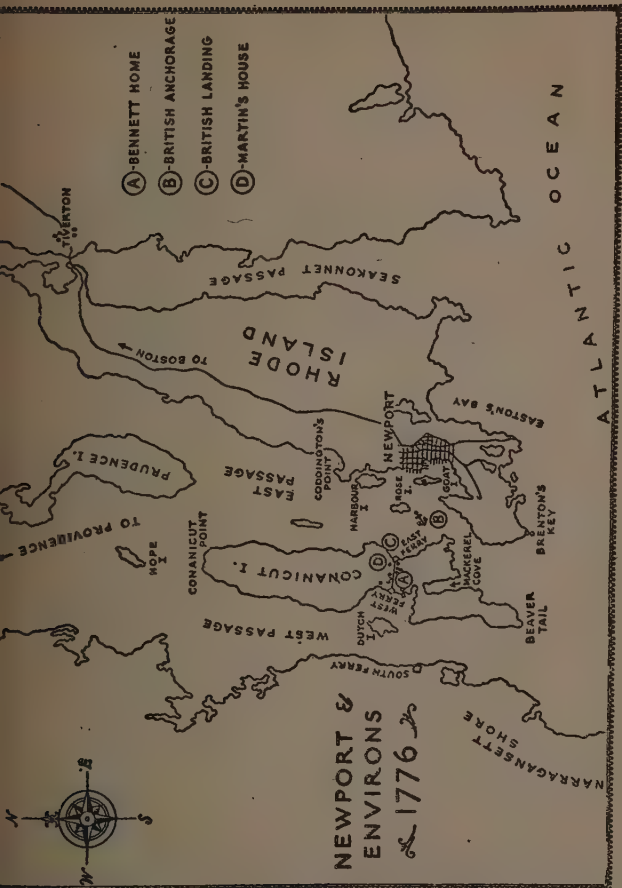 NEWPORT &
ENVIRONS
1776
Ⓐ-BENNETT HOME
Ⓑ-BRITISH ANCHORAGE
Ⓒ-BRITISH LANDING
Ⓓ-MARTIN'S HOUSE
N
E
S
W
TIVERTON
SEAKONNET PASSAGE
RHODE
ISLAND
TO BOSTON
PRUDENCE I.
TO PROVIDENCE
HOPE
I
EAST
PASSAGE
CODDINGTON'S
POINT
NEWPORT
EASTON'S BAY
CONANICUT
POINT
HARBOUR
I
ROSE
I.
GOAT
I
CONANICUT I.
D
C
EAST
FERRY
B
A
WEST
FERRY
WEST PASSAGE
DUTCH
I
MACKEREL
COVE
BRENTON'S
KEY
BEAVER
TAIL
SOUTH FERRY
NARRAGANSETT
SHORE
ATLANTIC OCEAN